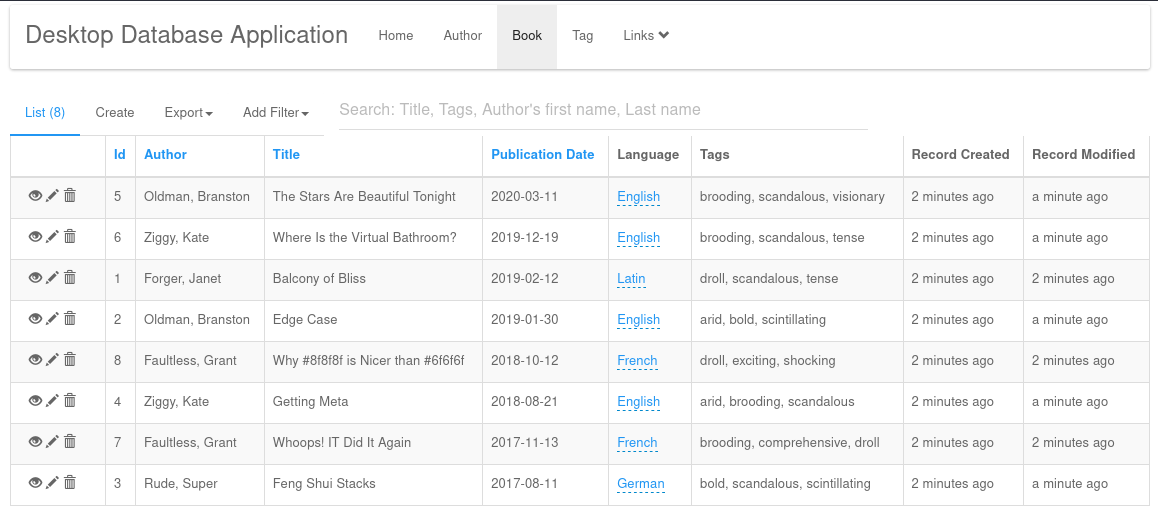 Desktop Database Application Home Author Book Tag Links
List (8) Create Export Add Filter Search: Title, Tags, Author's first name, Last name
Id Author Title Publication Date Language Tags Record Created Record Modified
5 Oldman, Branston The Stars Are Beautiful Tonight 2020-03-11 English brooding, scandalous, visionary 2 minutes ago a minute ago
6 Ziggy, Kate Where Is the Virtual Bathroom? 2019-12-19 English brooding, scandalous, tense 2 minutes ago a minute ago
1 Forger, Janet Balcony of Bliss 2019-02-12 Latin droll, scandalous, tense 2 minutes ago 2 minutes ago
2 Oldman, Branston Edge Case 2019-01-30 English arid, bold, scintillating 2 minutes ago a minute ago
8 Faultless, Grant Why #8f8f8f is Nicer than #6f6f6f 2018-10-12 French droll, exciting, shocking 2 minutes ago 2 minutes ago
4 Ziggy, Kate Getting Meta 2018-08-21 English arid, brooding, scandalous 2 minutes ago a minute ago
7 Faultless, Grant Whoops! IT Did It Again 2017-11-13 French brooding, comprehensive, droll 2 minutes ago 2 minutes ago
3 Rude, Super Feng Shui Stacks 2017-08-11 German bold, scandalous, scintillating 2 minutes ago a minute ago